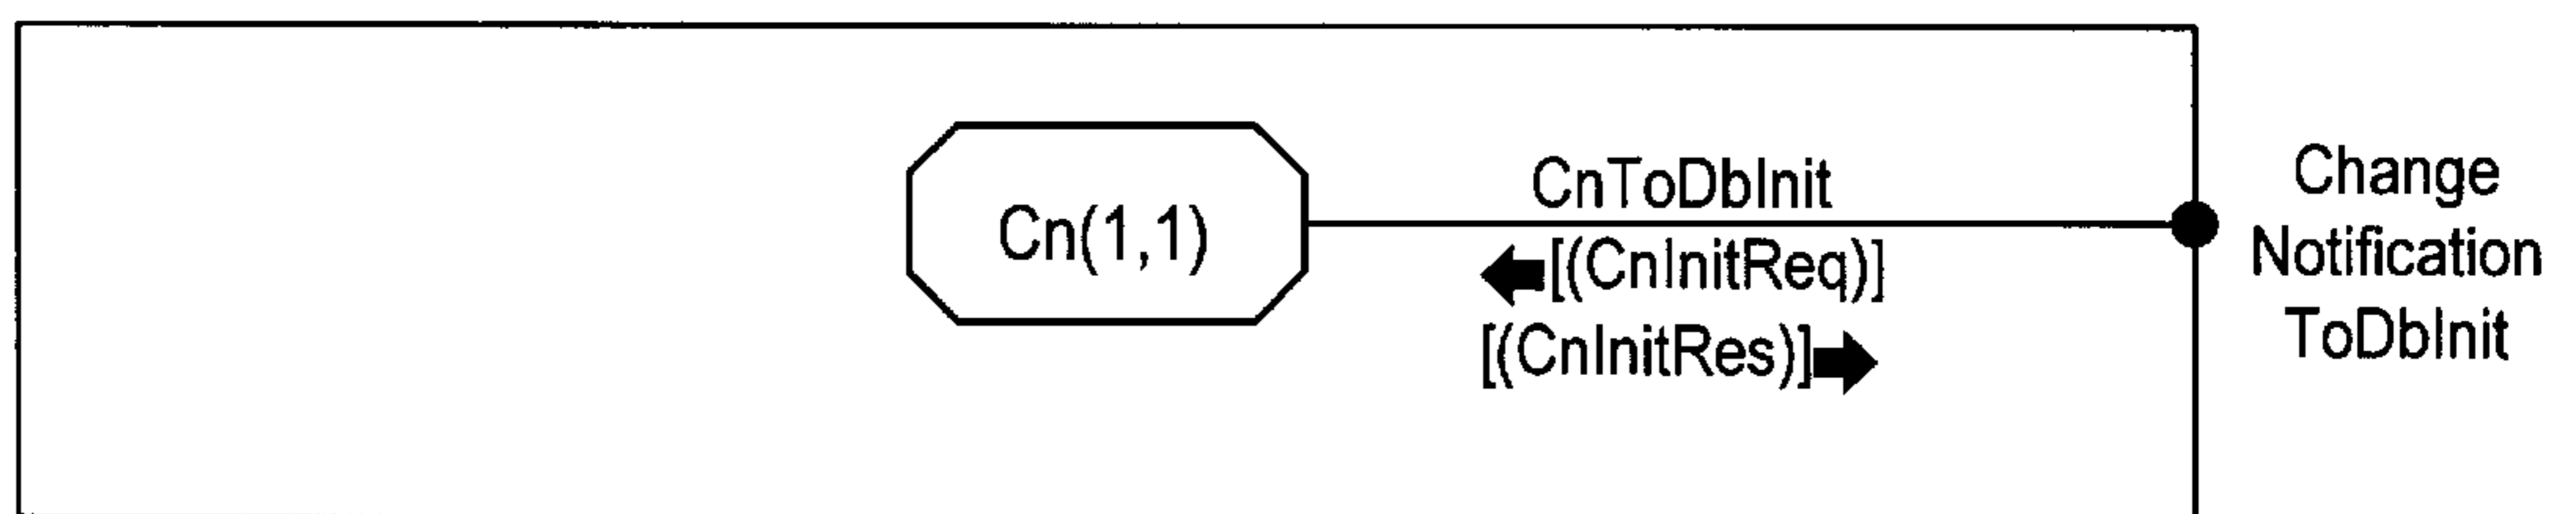 Cn(1,1)
CnToDbInit
[(CnInitReq)]
[(CnInitRes)]
Change
Notification
ToDbInit